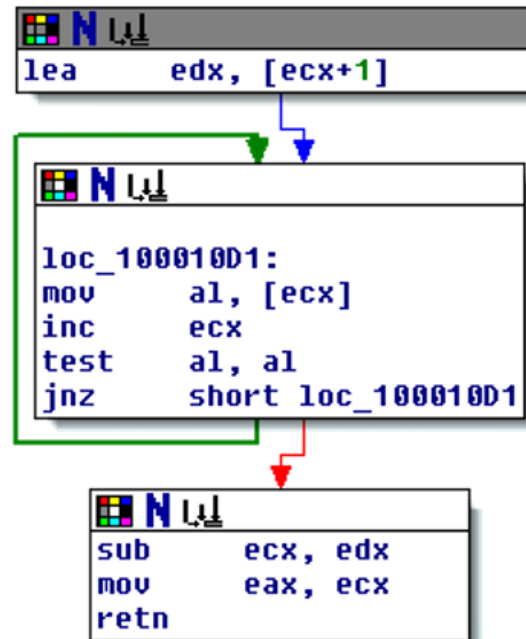 lea edx, [ecx+1]
loc_100010D1:
mov al, [ecx]
inc ecx
test al, al
jnz short loc_100010D1
sub ecx, edx
mov eax, ecx
retn